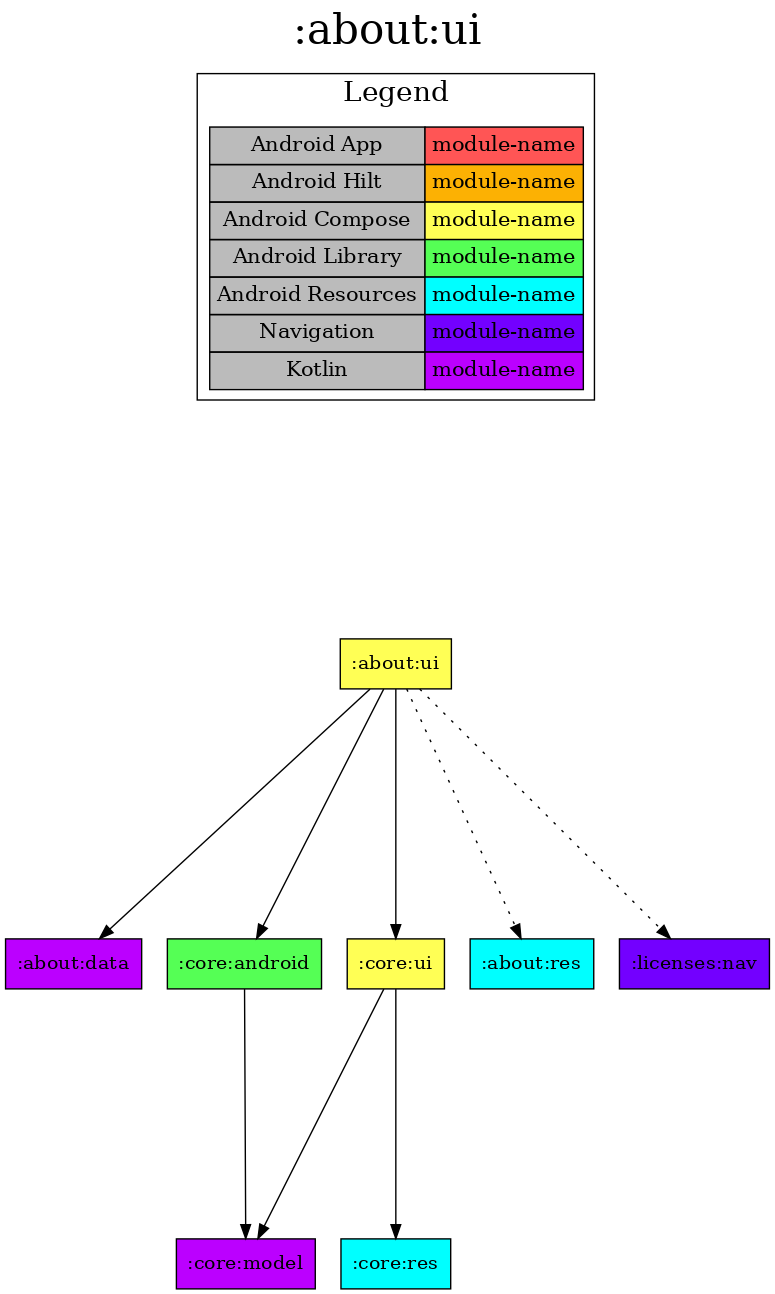 :about:ui
Legend
Android App module-name
Android Hilt module-name
Android Compose module-name
Android Library module-name
Android Resources module-name
Navigation module-name
Kotlin module-name
:about:ui
:about:data :core:android :core:ui :about:res :licenses:nav
:core:model :core:res